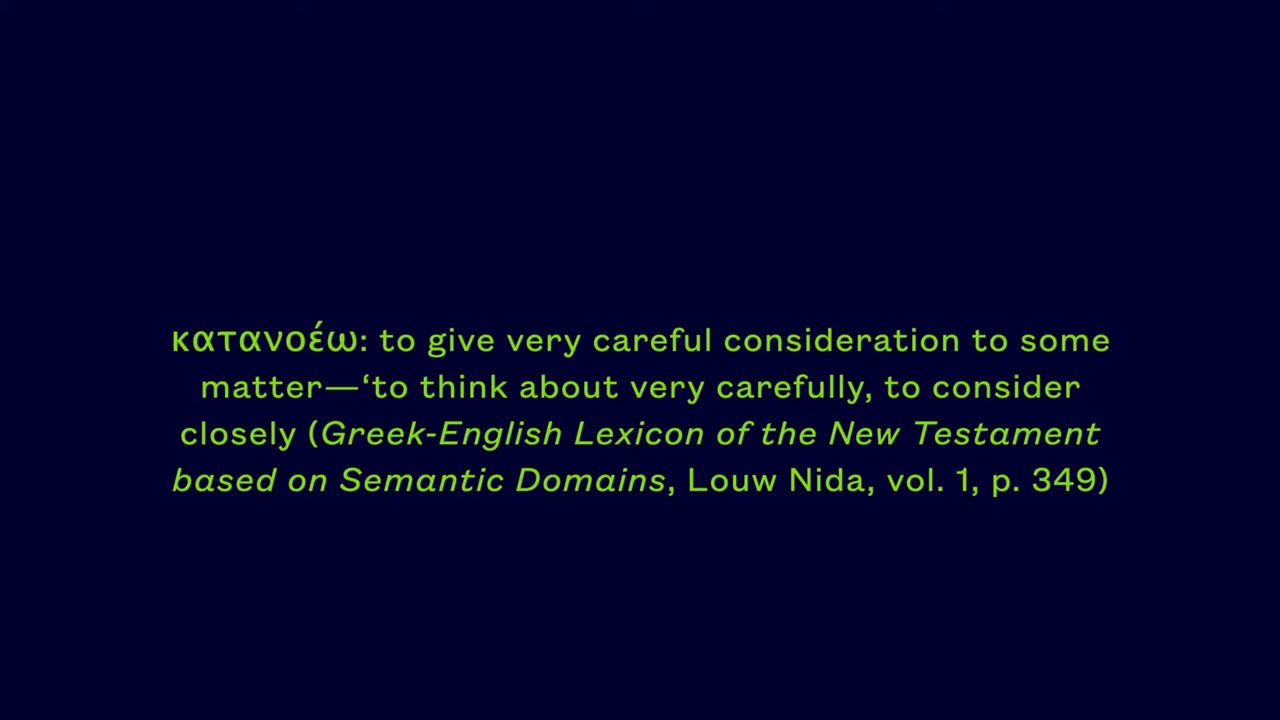 κατανοέω: to give very careful consideration to some
matter—‘to think about very carefully, to consider
closely (Greek-English Lexicon of the New Testament
based on Semantic Domains, Louw Nida, vol. 1, p. 349)